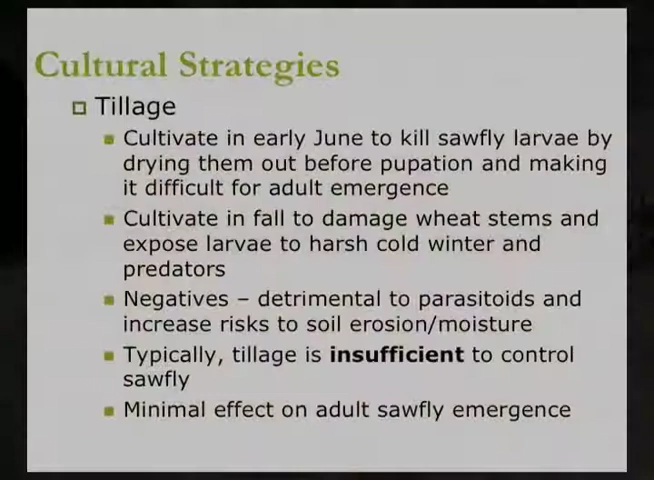 Cultural Strategies
Tillage
Cultivate in early June to kill sawfly larvae by
drying them out before pupation and making
it difficult for adult emergence
Cultivate in fall to damage wheat stems and
expose larvae to harsh cold winter and
predators
Negatives – detrimental to parasitoids and
increase risks to soil erosion/moisture
Typically, tillage is insufficient to control
sawfly
Minimal effect on adult sawfly emergence